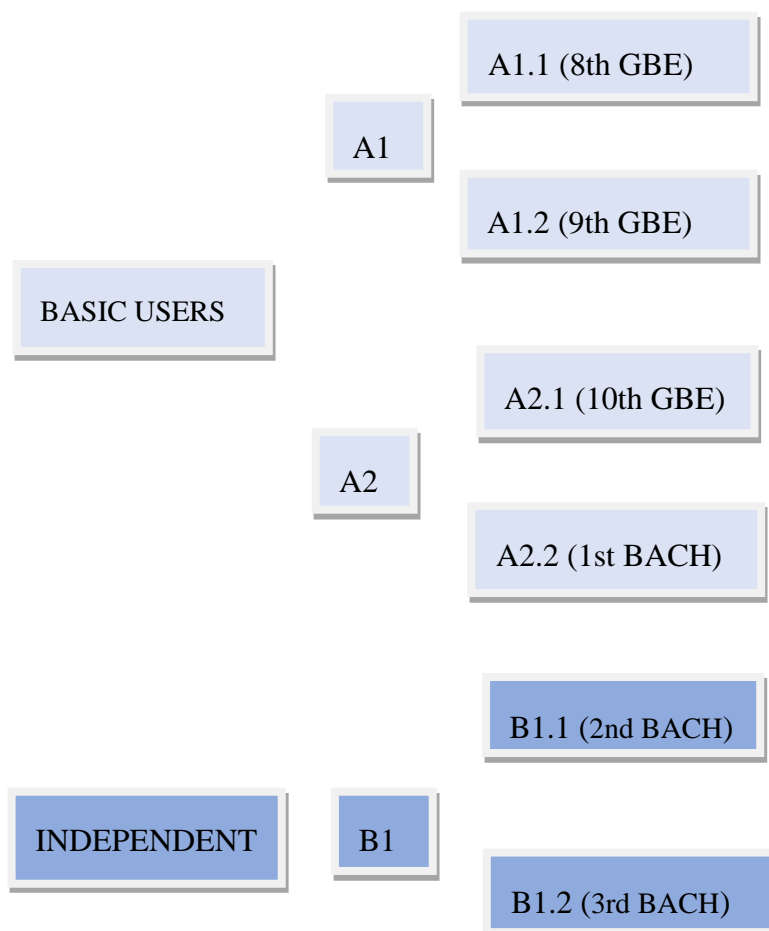 A1.1 (8th GBE)
A1
A1.2 (9th GBE)
BASIC USERS
A2.1 (10th GBE)
A2
A2.2 (1st BACH)
B1.1 (2nd BACH)
INDEPENDENT
B1
B1.2 (3rd BACH)